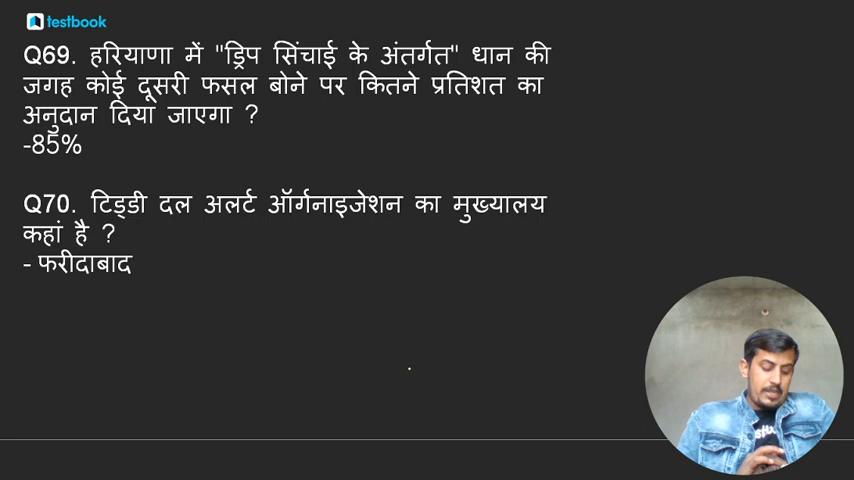 testbook
Q69. हरियाणा में "ड्रिप सिंचाई के अंतर्गत" धान की
जगह कोई दूसरी फसल बोने पर कितने प्रतिशत का
अनुदान दिया जाएगा ?
-85%
Q70. टिड्डी दल अलर्ट ऑर्गनाइजेशन का मुख्यालय
कहां है ?
- फरीदाबाद